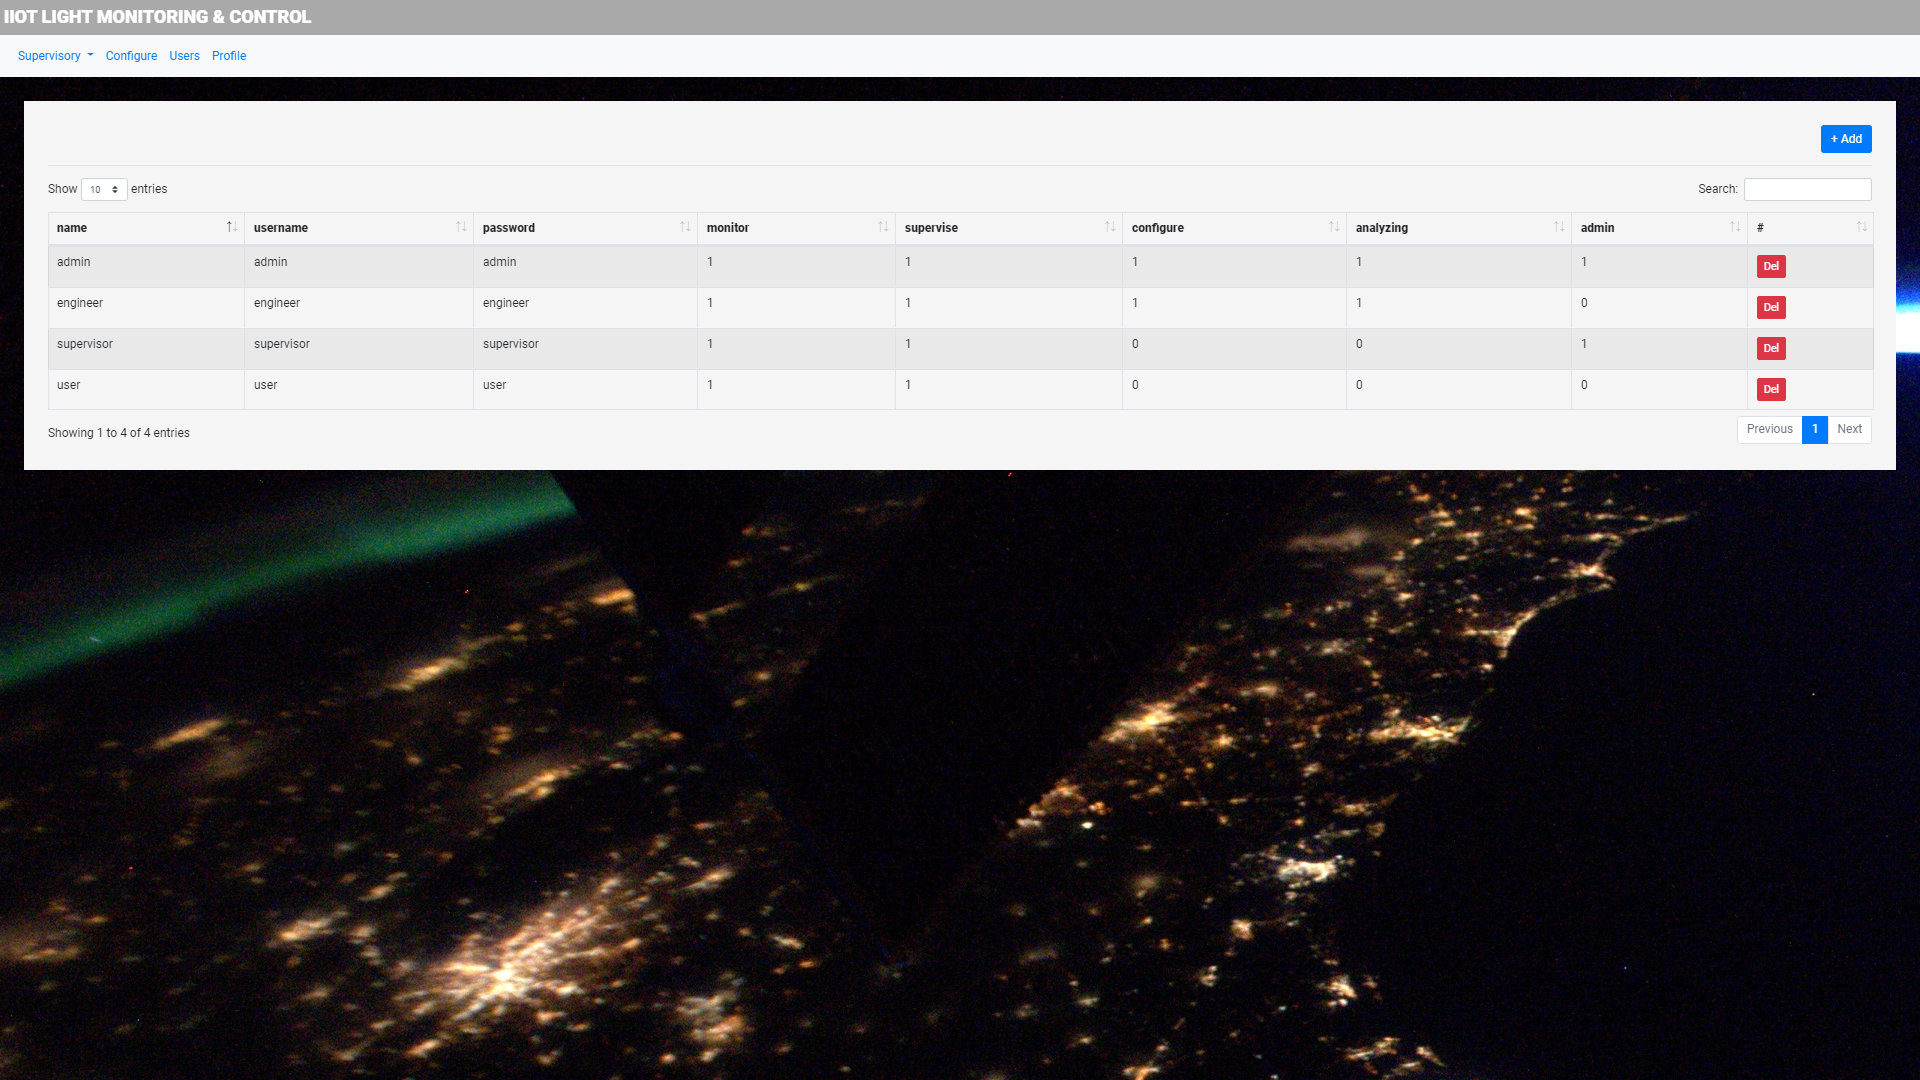 IIOT LIGHT MONITORING & CONTROL
Supervisory Configure Users Profile
+ Add
Show 10 entries Search:
name username password monitor supervise configure analyzing admin #
admin admin admin 1 1 1 1 1 Del
engineer engineer engineer 1 1 1 1 0 Del
supervisor supervisor supervisor 1 1 0 0 1 Del
user user user 1 1 0 0 0 Del
Showing 1 to 4 of 4 entries Previous 1 Next